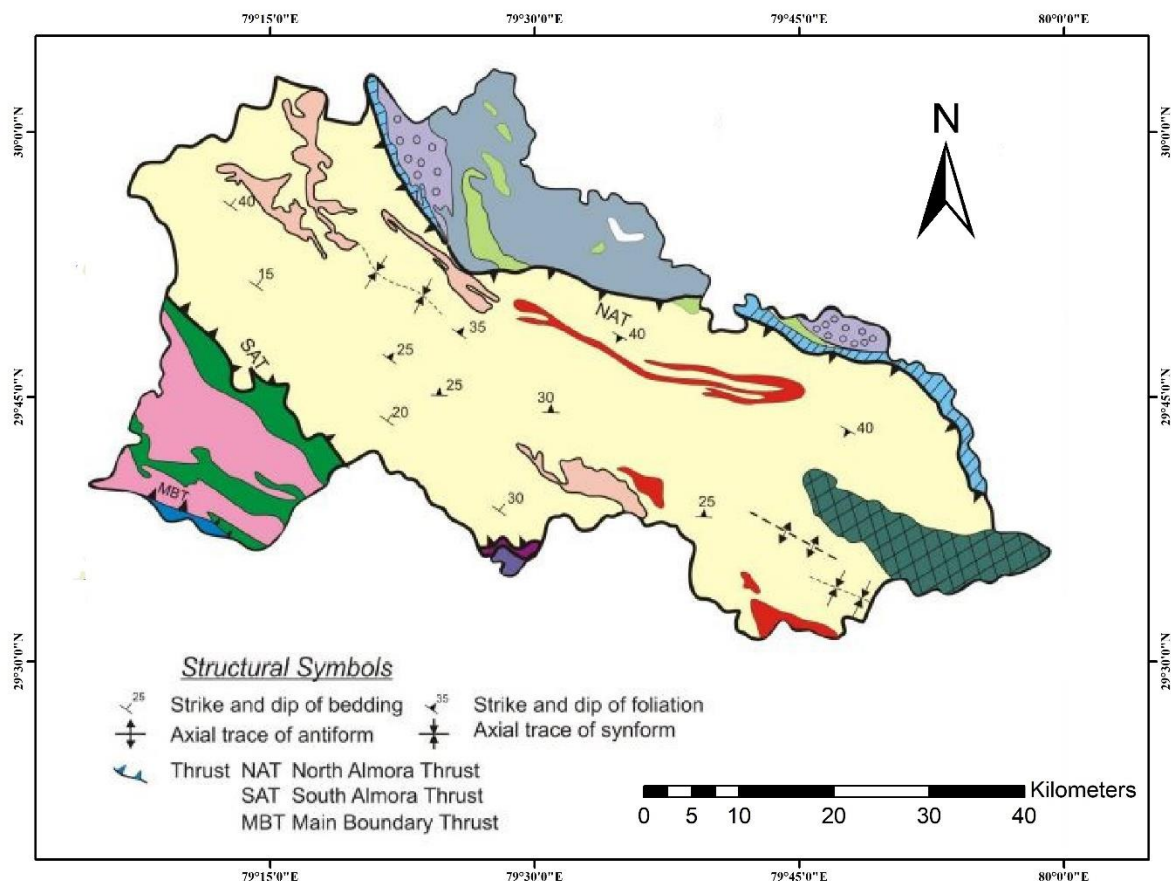 79°15'0"E 79°30'0"E 79°45'0"E 80°0'0"E
30°0'0"N 30°0'0"N
N
40
15
35
NAT
40
SAT
25
25
30
29°45'0"N 29°45'0"N
20
40
MBT
30
25
29°30'0"N 29°30'0"N
Structural Symbols
25 Strike and dip of bedding 35 Strike and dip of foliation
Axial trace of antiform Axial trace of synform
Thrust NAT North Almora Thrust
SAT South Almora Thrust
MBT Main Boundary Thrust
Kilometers
0 5 10 20 30 40
79°15'0"E 79°30'0"E 79°45'0"E 80°0'0"E